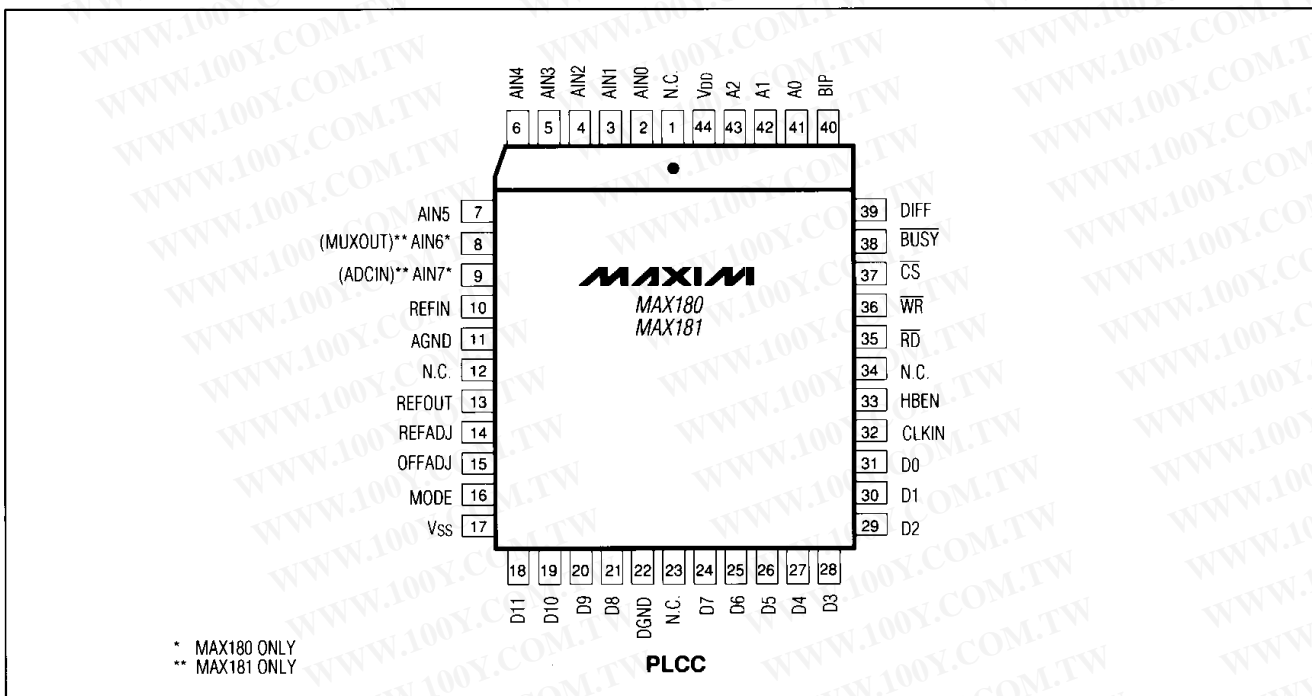 AIN4 AIN3 AIN2 AIN1 AIN0 N.C. VDD A2 A1 A0 BIP
6 5 4 3 2 1 44 43 42 41 40
AIN5 7
(MUXOUT)** AIN6* 8
(ADCIN)** AIN7* 9
REFIN 10
AGND 11
N.C. 12
REFOUT 13
REFADJ 14
OFFADJ 15
MODE 16
VSS 17
MAXIM
MAX180
MAX181
39 DIFF
38 BUSY
37 CS
36 WR
35 RD
34 N.C.
33 HBEN
32 CLKIN
31 D0
30 D1
29 D2
18 19 20 21 22 23 24 25 26 27 28
D11 D10 D9 D8 DGND N.C. D7 D6 D5 D4 D3
* MAX180 ONLY
** MAX181 ONLY
PLCC
WWW.100Y.COM.TW